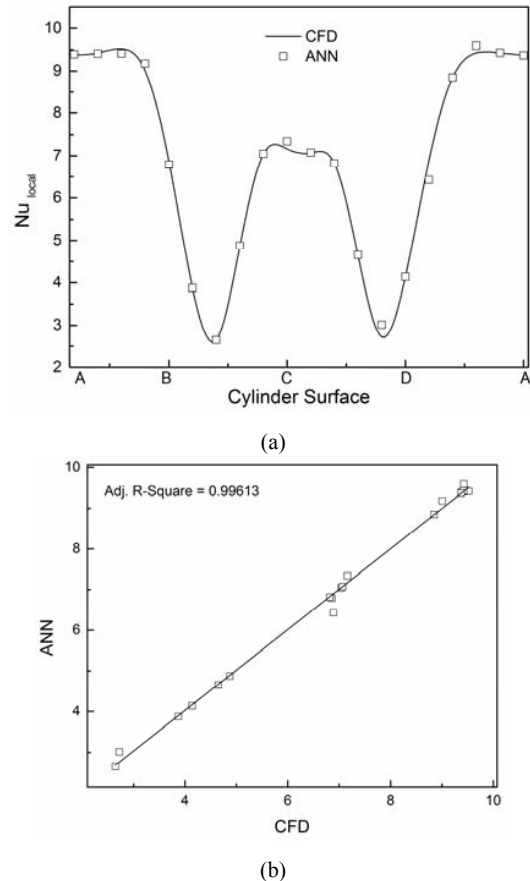 10
9
8
7
6
5
4
3
2
Nu local
CFD
ANN
A B C D A
Cylinder Surface
(a)
Adj. R-Square = 0.99613
10
8
6
4
ANN
4 6 8 10
CFD
(b)